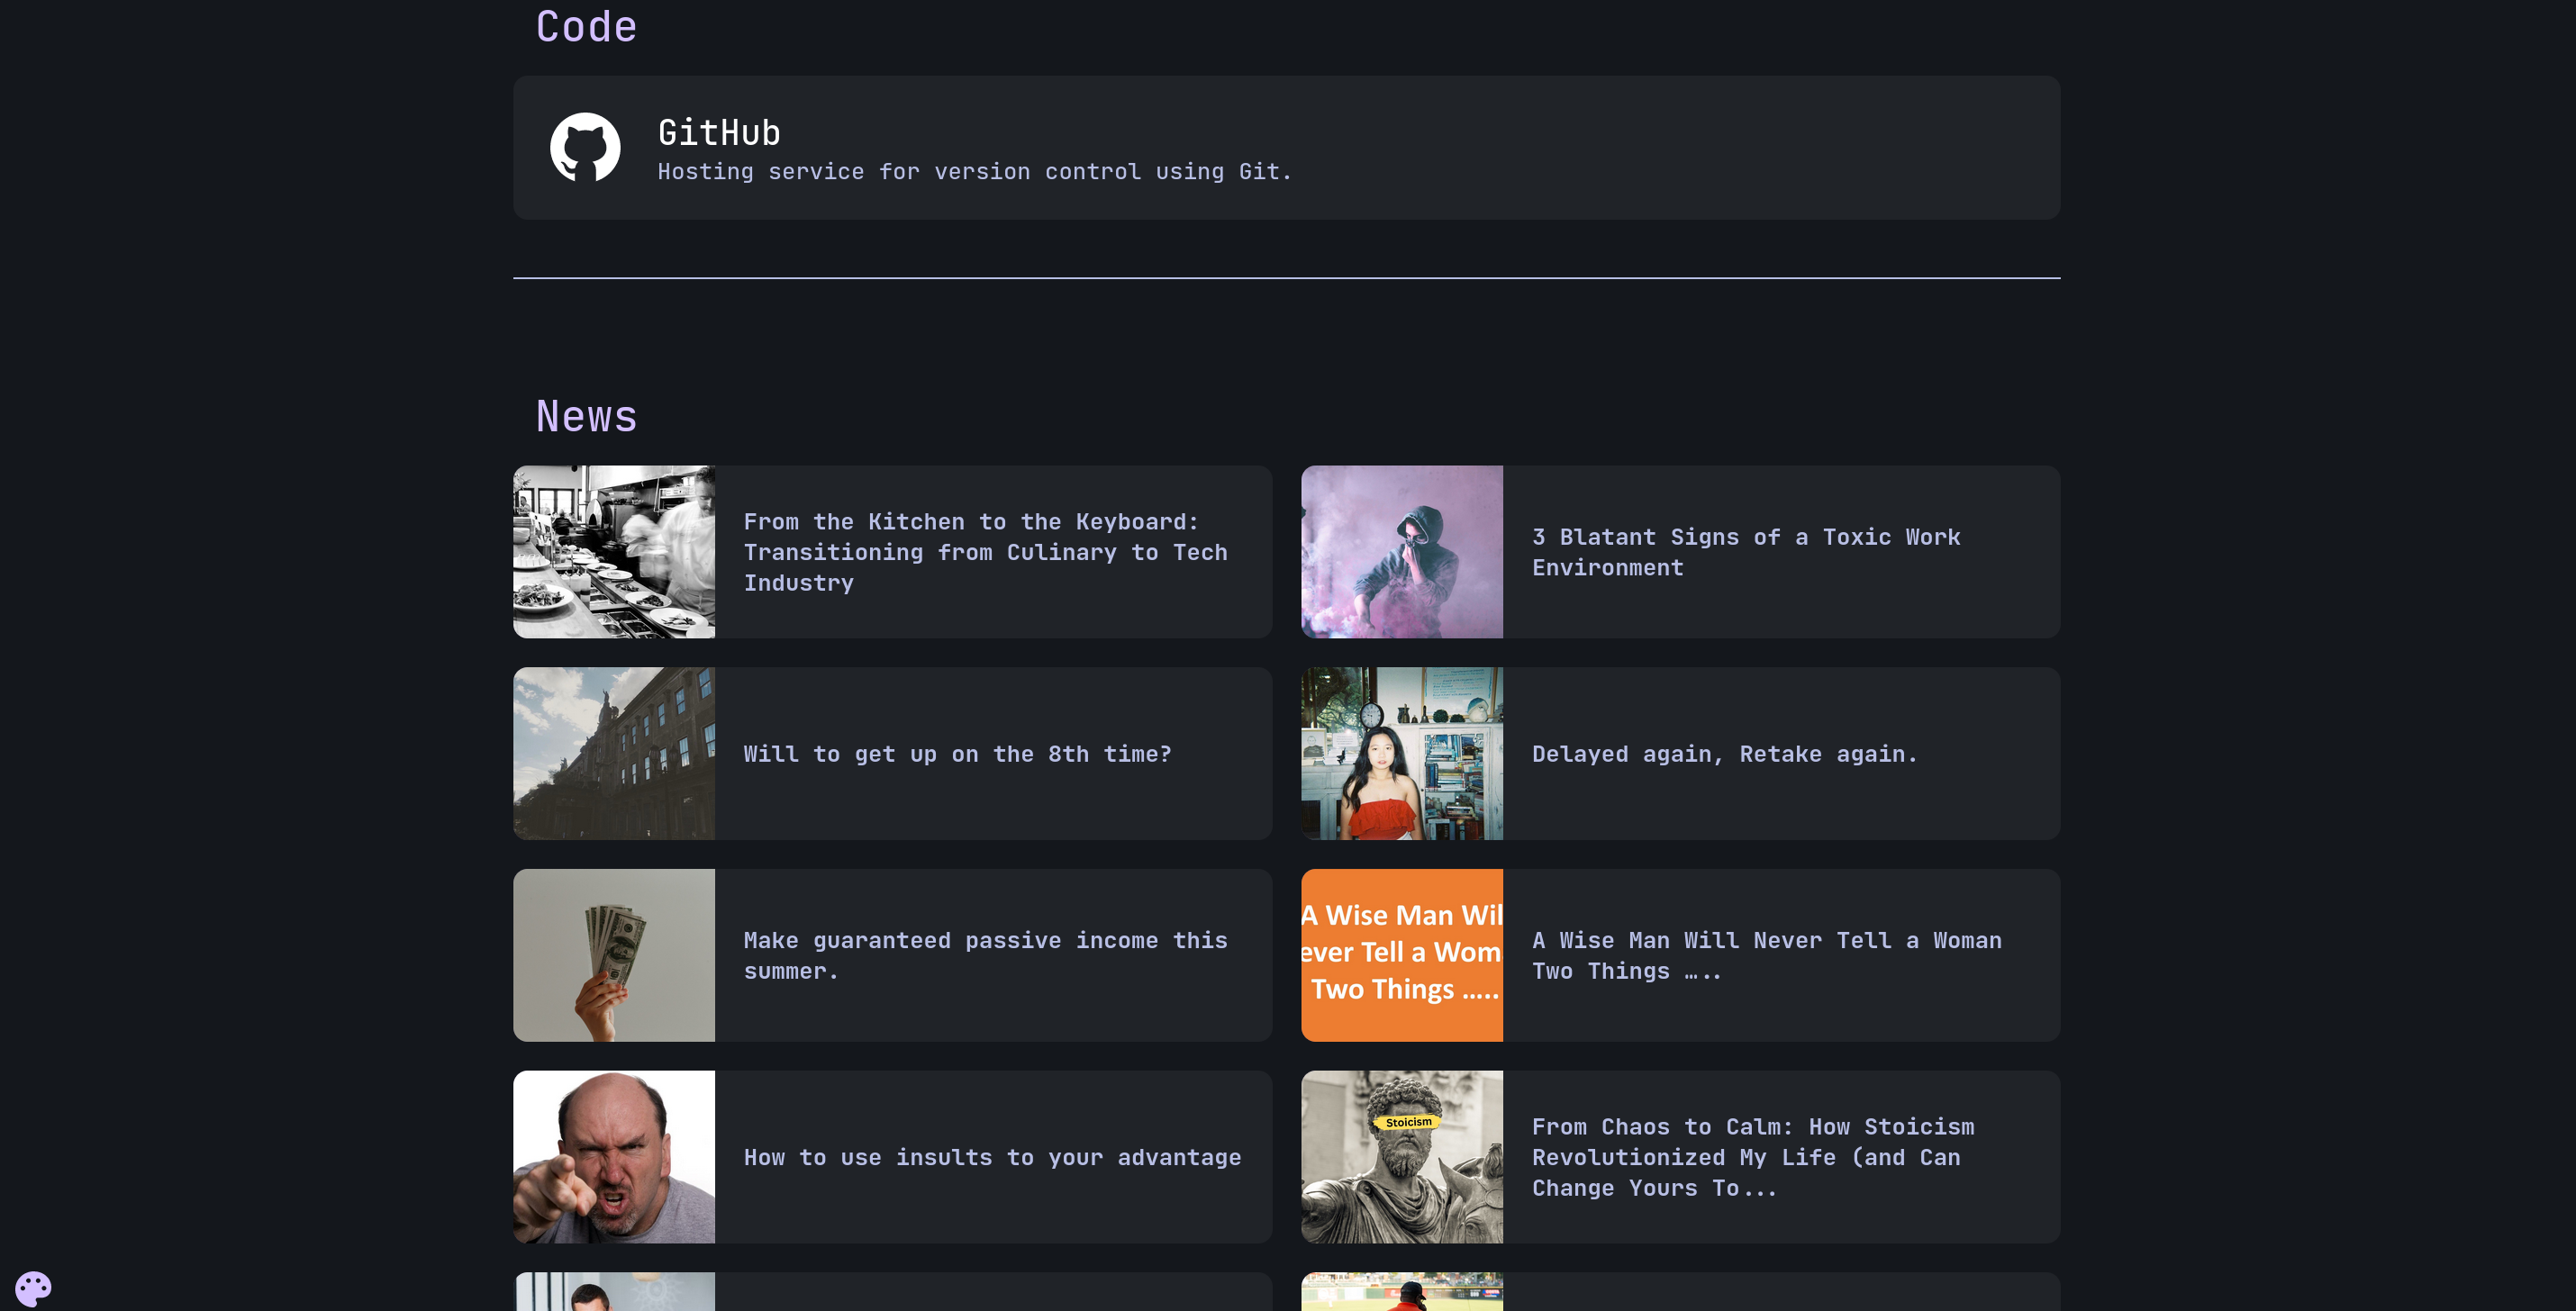 Code
GitHub
Hosting service for version control using Git.
News
From the Kitchen to the Keyboard:
Transitioning from Culinary to Tech
Industry
3 Blatant Signs of a Toxic Work
Environment
Will to get up on the 8th time?
Delayed again, Retake again.
Make guaranteed passive income this
summer.
A Wise Man Wil
ever Tell a Wom
Two Things .....
A Wise Man Will Never Tell a Woman
Two Things …..
How to use insults to your advantage
Stoicism
From Chaos to Calm: How Stoicism
Revolutionized My Life (and Can
Change Yours To...